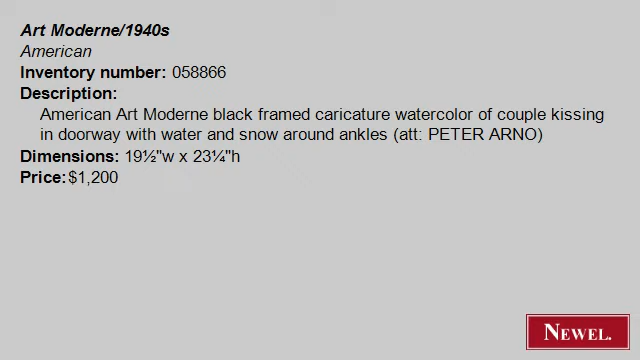 Art Moderne/1940s
American
Inventory number: 058866
Description:
American Art Moderne black framed caricature watercolor of couple kissing
in doorway with water and snow around ankles (att: PETER ARNO)
Dimensions: 19½"w x 23¼"h
Price:$1,200
NEWEL.